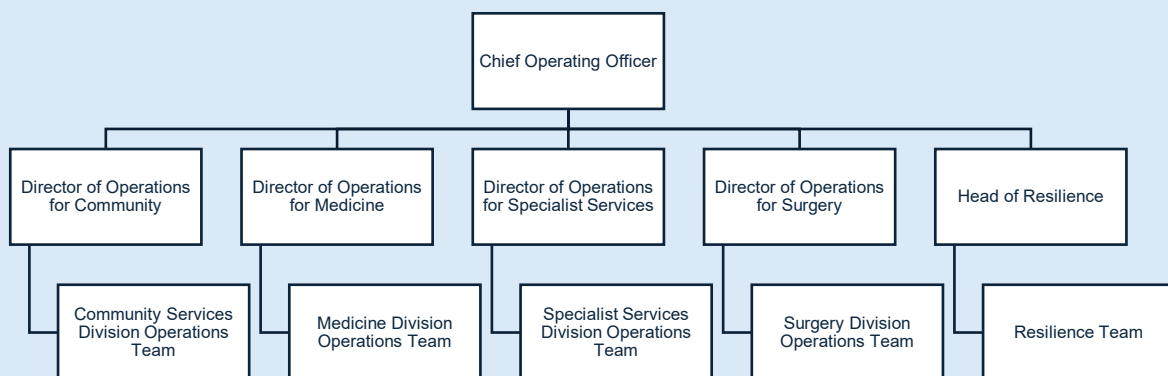 Chief Operating Officer
Director of Operations
for Community
Director of Operations
for Medicine
Director of Operations
for Specialist Services
Director of Operations
for Surgery
Head of Resilience
Community Services
Division Operations
Team
Medicine Division
Operations Team
Specialist Services
Division Operations
Team
Surgery Division
Operations Team
Resilience Team